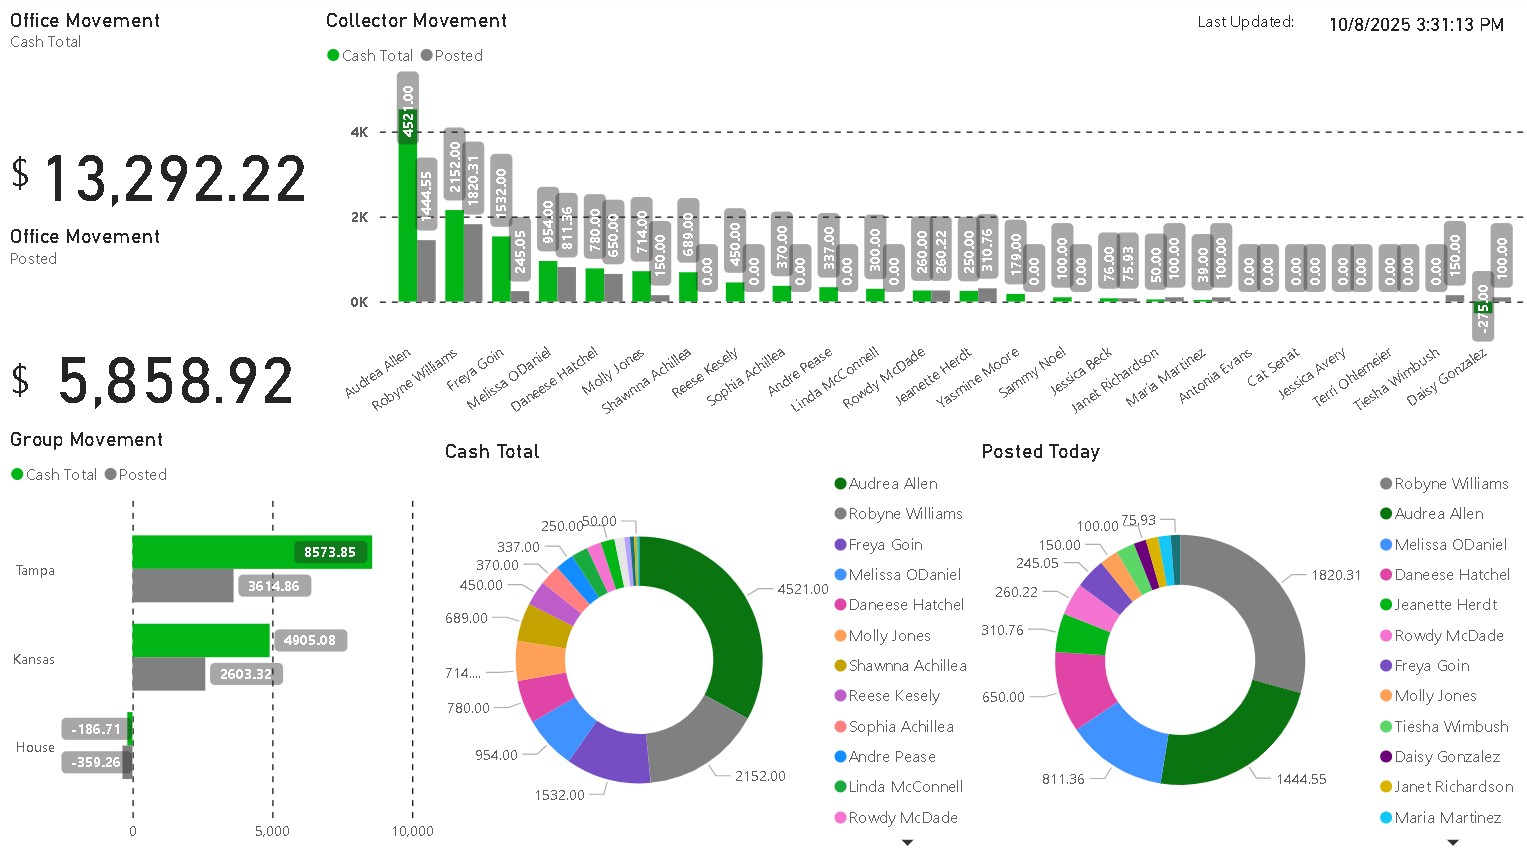 Office Movement
Cash Total
$ 13,292.22
Office Movement
Posted
$ 5,858.92
Collector Movement
Cash Total Posted
Last Updated: 10/8/2025 3:31:13 PM
4K
2K
0K
4521.00 1444.55 2152.00 1820.31 1532.00 245.05 954.00 811.36 780.00 650.00 714.00 150.00 689.00 0.00 450.00 0.00 370.00 0.00 337.00 0.00 300.00 0.00 260.00 260.22 250.00 310.76 179.00 0.00 100.00 0.00 76.00 75.93 50.00 100.00 39.00 100.00 0.00 0.00 0.00 0.00 0.00 0.00 0.00 0.00 0.00 150.00 -275.00 100.00
Audrea Allen
Robyne Williams
Freya Goin
Melissa ODaniel
Daneese Hatchel
Molly Jones
Shawnna Achillea
Reese Kesely
Sophia Achillea
Andre Pease
Linda McConnell
Rowdy McDade
Jeanette Herdt
Yasmine Moore
Sammy Noel
Jessica Beck
Janet Richardson
Maria Martinez
Antonia Evans
Cat Senat
Jessica Avery
Terri Ohlemeier
Tiesha Wimbush
Daisy Gonzalez
Group Movement
Cash Total Posted
Tampa
8573.85
3614.86
Kansas
4905.08
2603.32
House
-186.71
-359.26
0 5,000 10,000
Cash Total
4521.00
2152.00
1532.00
954.00
780.00
714....
689.00
450.00
370.00
337.00
250.00
50.00
Audrea Allen
Robyne Williams
Freya Goin
Melissa ODaniel
Daneese Hatchel
Molly Jones
Shawnna Achillea
Reese Kesely
Sophia Achillea
Andre Pease
Linda McConnell
Rowdy McDade
Posted Today
1820.31
1444.55
811.36
650.00
310.76
260.22
245.05
150.00
100.00
75.93
Robyne Williams
Audrea Allen
Melissa ODaniel
Daneese Hatchel
Jeanette Herdt
Rowdy McDade
Freya Goin
Molly Jones
Tiesha Wimbush
Daisy Gonzalez
Janet Richardson
Maria Martinez